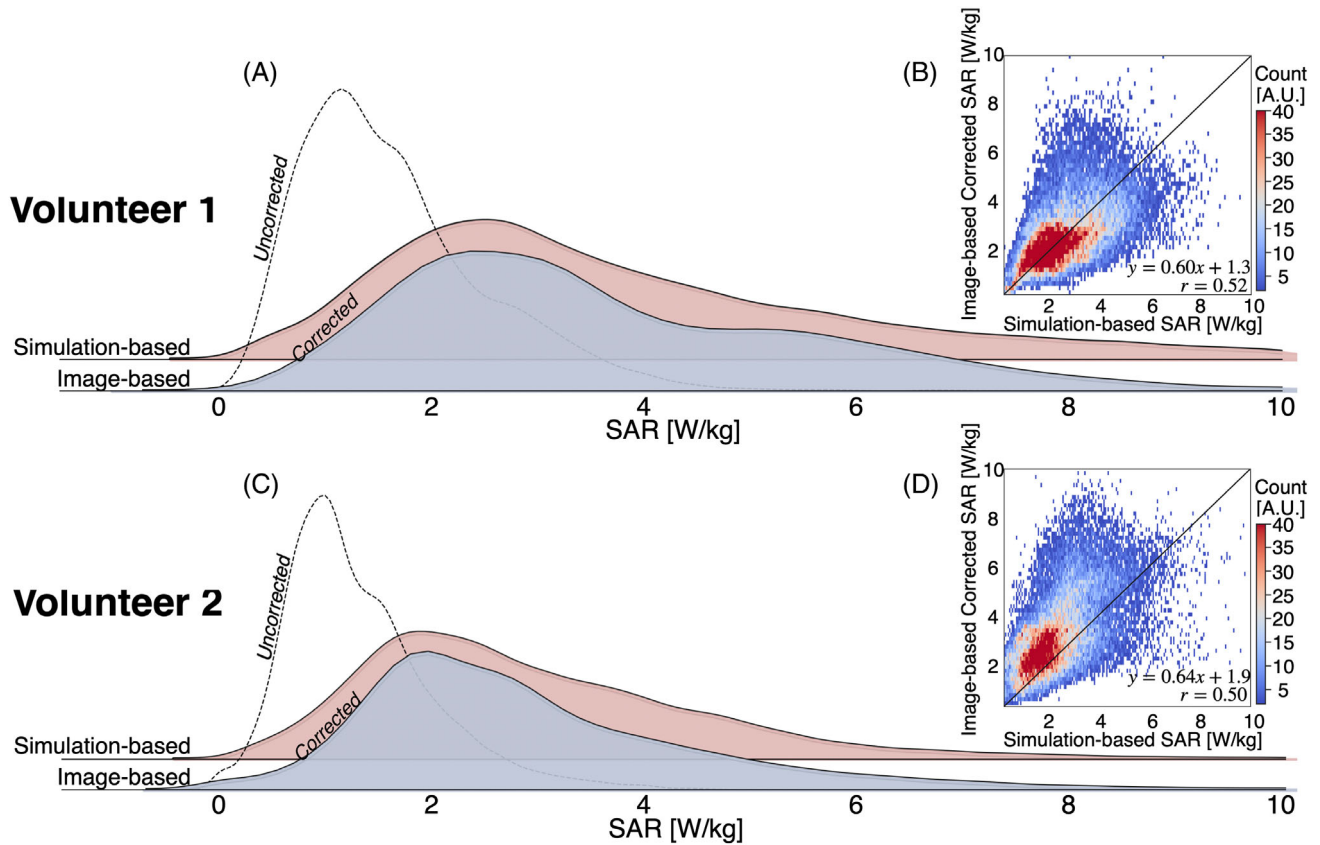 (A)
Uncorrected
Volunteer 1
Corrected
Simulation-based
Image-based
0 2 4 6 8 10
SAR [W/kg]
(B)
Image-based Corrected SAR [W/kg]
10
8
6
4
2
y = 0.60x + 1.3
r = 0.52
2 4 6 8 10
Simulation-based SAR [W/kg]
Count
[A.U.]
40
35
30
25
20
15
10
5
(C)
Uncorrected
Volunteer 2
Corrected
Simulation-based
Image-based
0 2 4 6 8 10
SAR [W/kg]
(D)
Image-based Corrected SAR [W/kg]
10
8
6
4
2
y = 0.64x + 1.9
r = 0.50
2 4 6 8 10
Simulation-based SAR [W/kg]
Count
[A.U.]
40
35
30
25
20
15
10
5